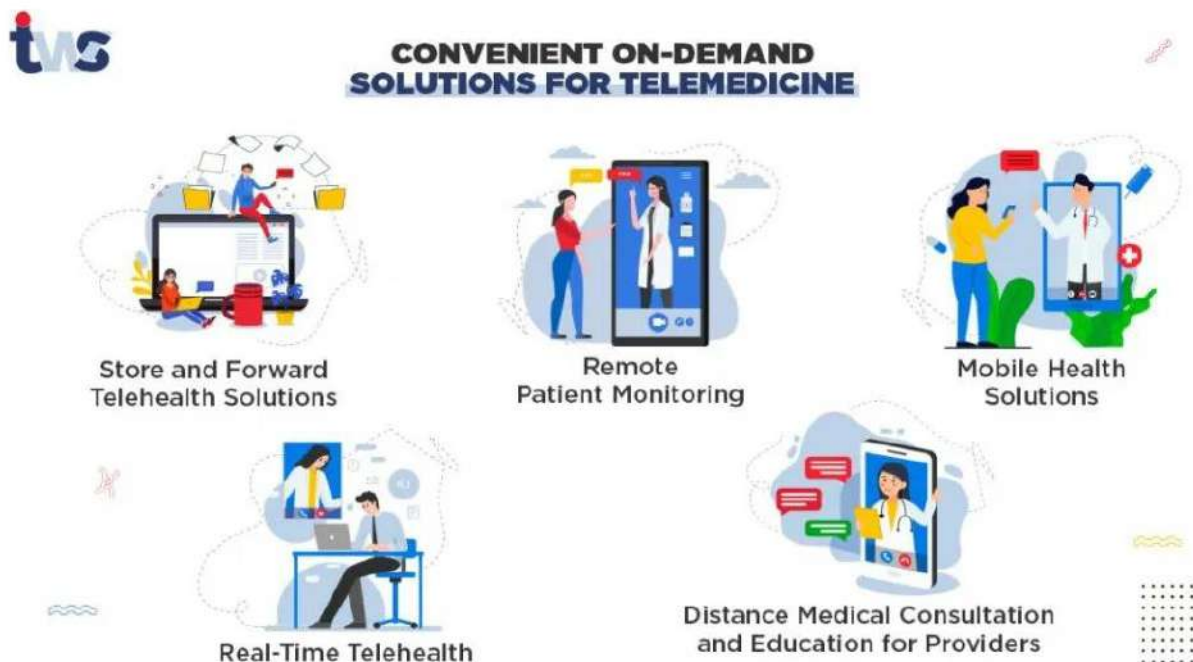 tws
CONVENIENT ON-DEMAND
SOLUTIONS FOR TELEMEDICINE
Store and Forward
Telehealth Solutions
Remote
Patient Monitoring
Mobile Health
Solutions
Real-Time Telehealth
Distance Medical Consultation
and Education for Providers